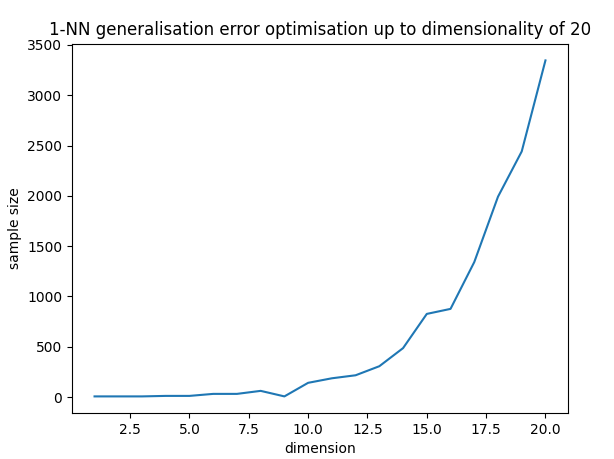 1-NN generalisation error optimisation up to dimensionality of 20
3500
3000
2500
2000
1500
1000
500
0
sample size
2.5 5.0 7.5 10.0 12.5 15.0 17.5 20.0
dimension